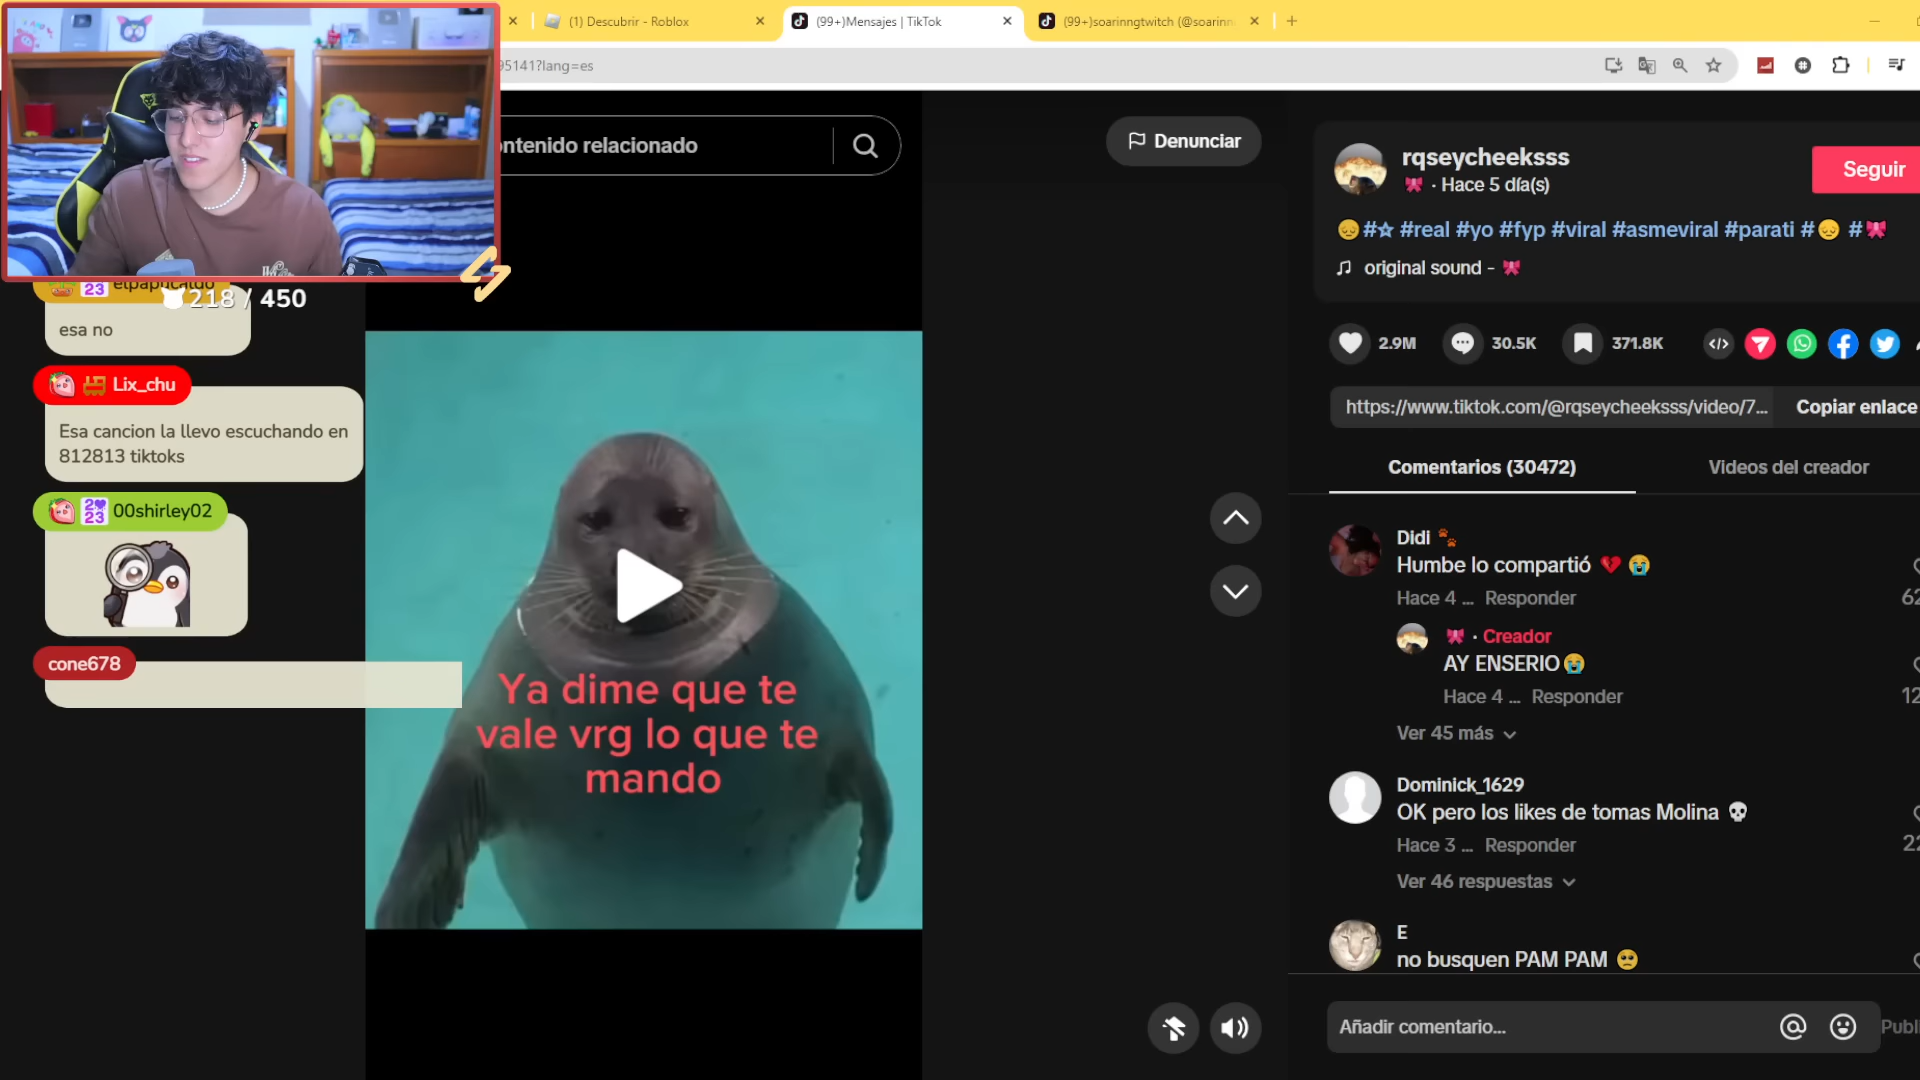 (1) Descubrir - Roblox
(99+)Mensajes | TikTok
(99+)soarinngtwitch (@soarinn
95141?lang=es
ntenido relacionado
Denunciar
rqseycheeksss
· Hace 5 día(s)
Seguir
😔#☆ #real #yo #fyp #viral #asmeviral #parati #😔 #🎀
original sound - 🎀
2.9M
30.5K
371.8K
https://www.tiktok.com/@rqseycheeksss/video/7...
Copiar enlace
Comentarios (30472)
Videos del creador
Didi 🐾
Humbe lo compartió 💔 😭
Hace 4 ... Responder
🎀 · Creador
AY ENSERIO😭
Hace 4 ... Responder
Ver 45 más
Dominick_1629
OK pero los likes de tomas Molina 💀
Hace 3 ... Responder
Ver 46 respuestas
E
no busquen PAM PAM 🥺
Añadir comentario...
Publi
23 elpapucaldo
218 / 450
esa no
Lix_chu
Esa cancion la llevo escuchando en
812813 tiktoks
00shirley02
cone678
Ya dime que te
vale vrg lo que te
mando